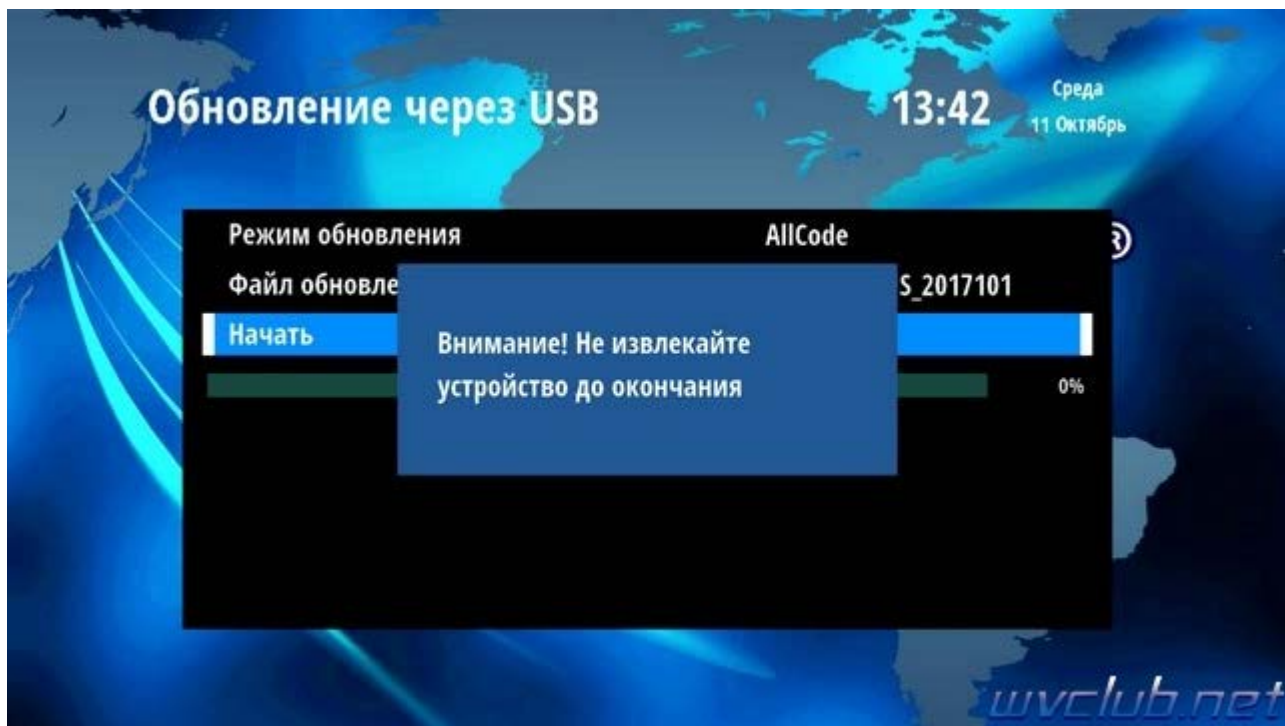 Обновление через USB
13:42
Среда
11 Октябрь
Режим обновления AllCode
®
Файл обновле S_2017101
Начать
Внимание! Не извлекайте
устройство до окончания
0%
wvclub.net